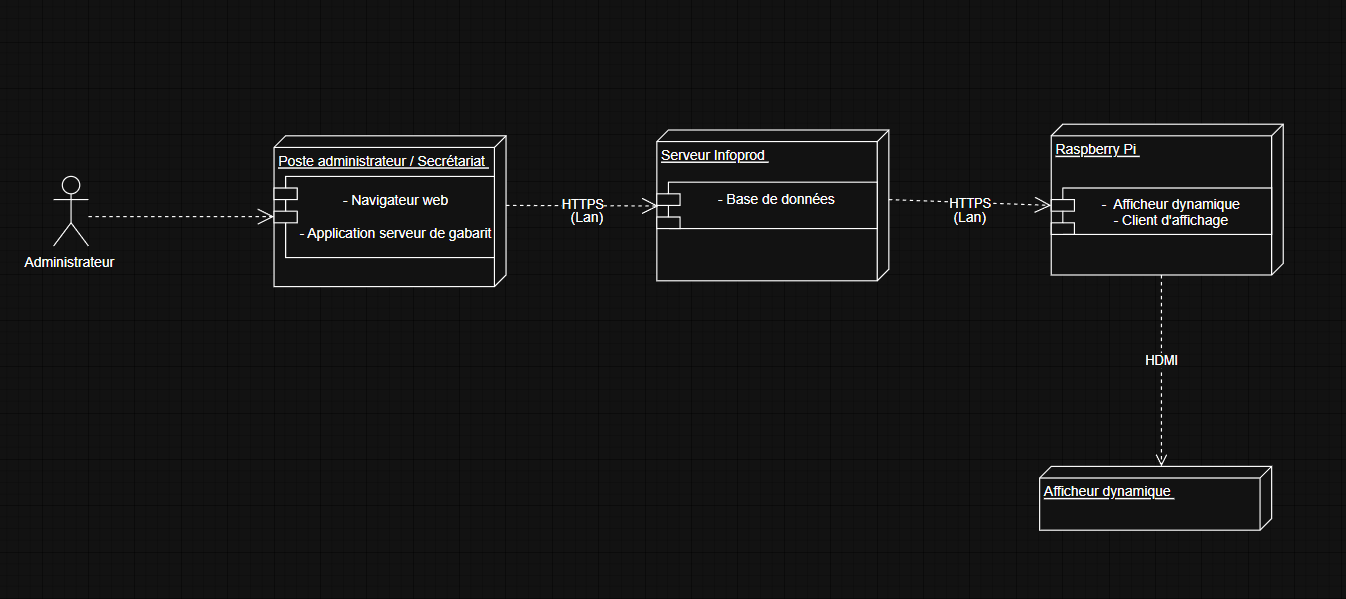 Administrateur
Poste administrateur / Secrétariat
- Navigateur web
- Application serveur de gabarit
HTTPS
(Lan)
Serveur Infoprod
- Base de données
HTTPS
(Lan)
Raspberry Pi
- Afficheur dynamique
- Client d'affichage
HDMI
Afficheur dynamique